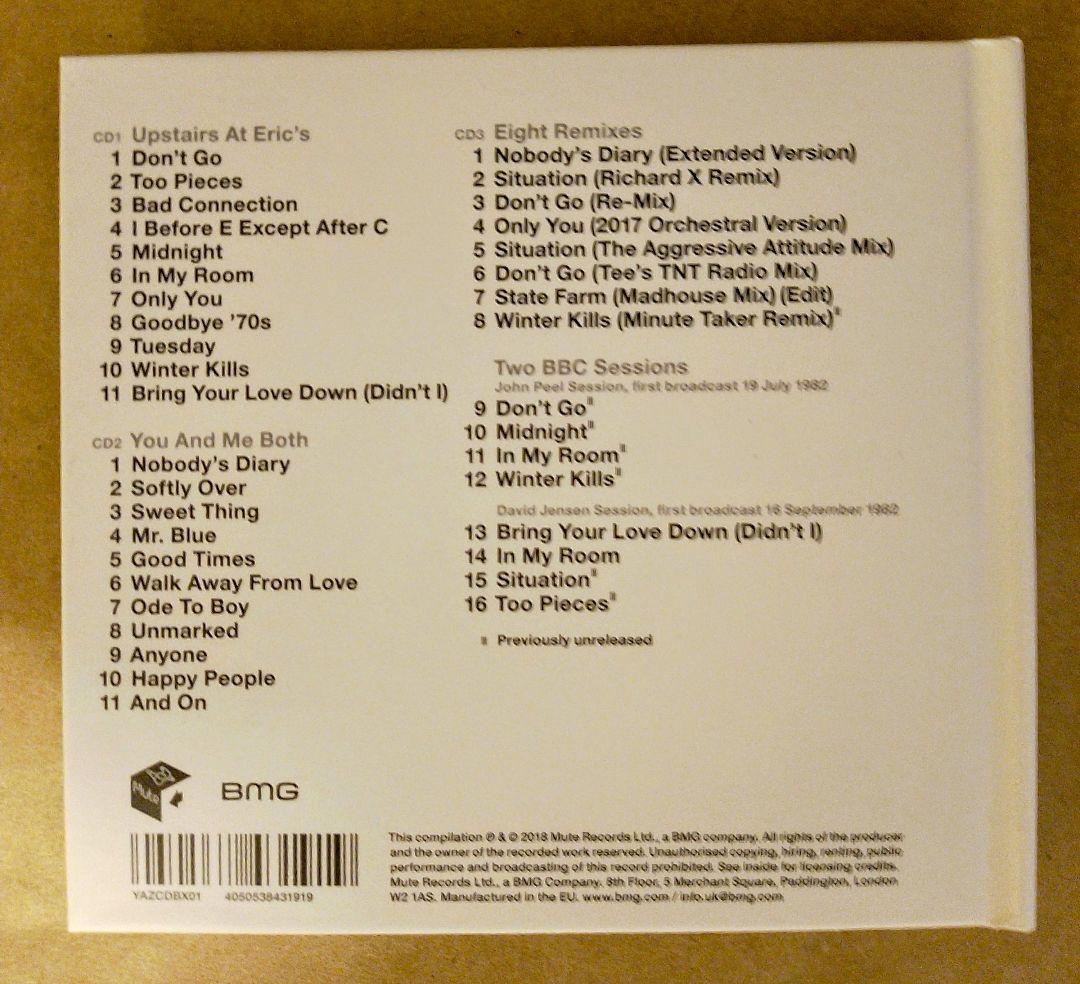 CD1 Upstairs At Eric's
1 Don't Go
2 Too Pieces
3 Bad Connection
4 I Before E Except After C
5 Midnight
6 In My Room
7 Only You
8 Goodbye '70s
9 Tuesday
10 Winter Kills
11 Bring Your Love Down (Didn't I)
CD2 You And Me Both
1 Nobody's Diary
2 Softly Over
3 Sweet Thing
4 Mr. Blue
5 Good Times
6 Walk Away From Love
7 Ode To Boy
8 Unmarked
9 Anyone
10 Happy People
11 And On
CD3 Eight Remixes
1 Nobody's Diary (Extended Version)
2 Situation (Richard X Remix)
3 Don't Go (Re-Mix)
4 Only You (2017 Orchestral Version)
5 Situation (The Aggressive Attitude Mix)
6 Don't Go (Tee's TNT Radio Mix)
7 State Farm (Madhouse Mix) (Edit)
8 Winter Kills (Minute Taker Remix)
Two BBC Sessions
John Peel Session, first broadcast 19 July 1982
9 Don't Go
10 Midnight
11 In My Room
12 Winter Kills
David Jensen Session, first broadcast 16 September 1982
13 Bring Your Love Down (Didn't I)
14 In My Room
15 Situation
16 Too Pieces
Previously unreleased
Mute
BMG
This compilation ℗ & © 2018 Mute Records Ltd., a BMG company. All rights of the producer
and the owner of the recorded work reserved. Unauthorised copying, hiring, renting, public
performance and broadcasting of this record prohibited. See inside for licensing credits.
Mute Records Ltd., a BMG Company. 8th Floor, 5 Merchant Square, Paddington, London
W2 1AS. Manufactured in the EU. www.bmg.com / info.uk@bmg.com
YAZCDBX01 4050538431919